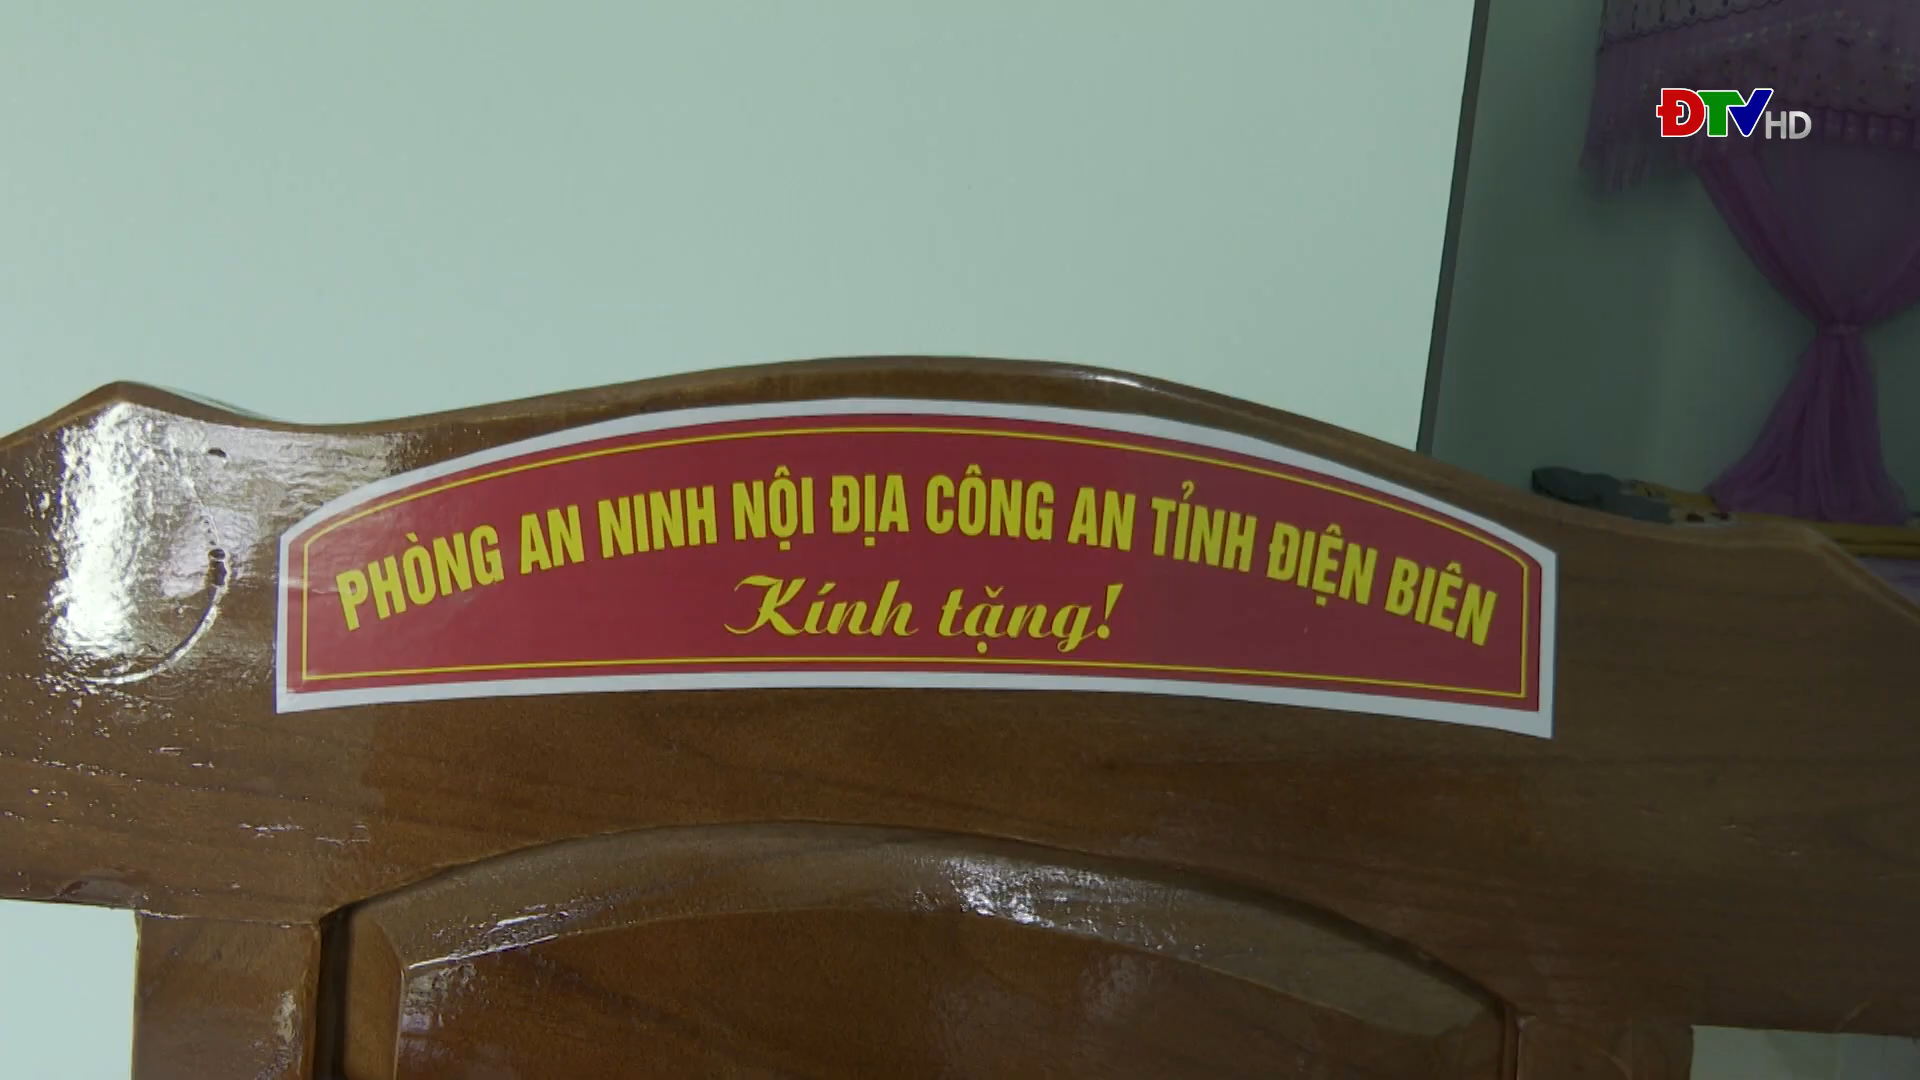 ĐTV HD
PHÒNG AN NINH NỘI ĐỊA CÔNG AN TỈNH ĐIỆN BIÊN
Kính tặng!